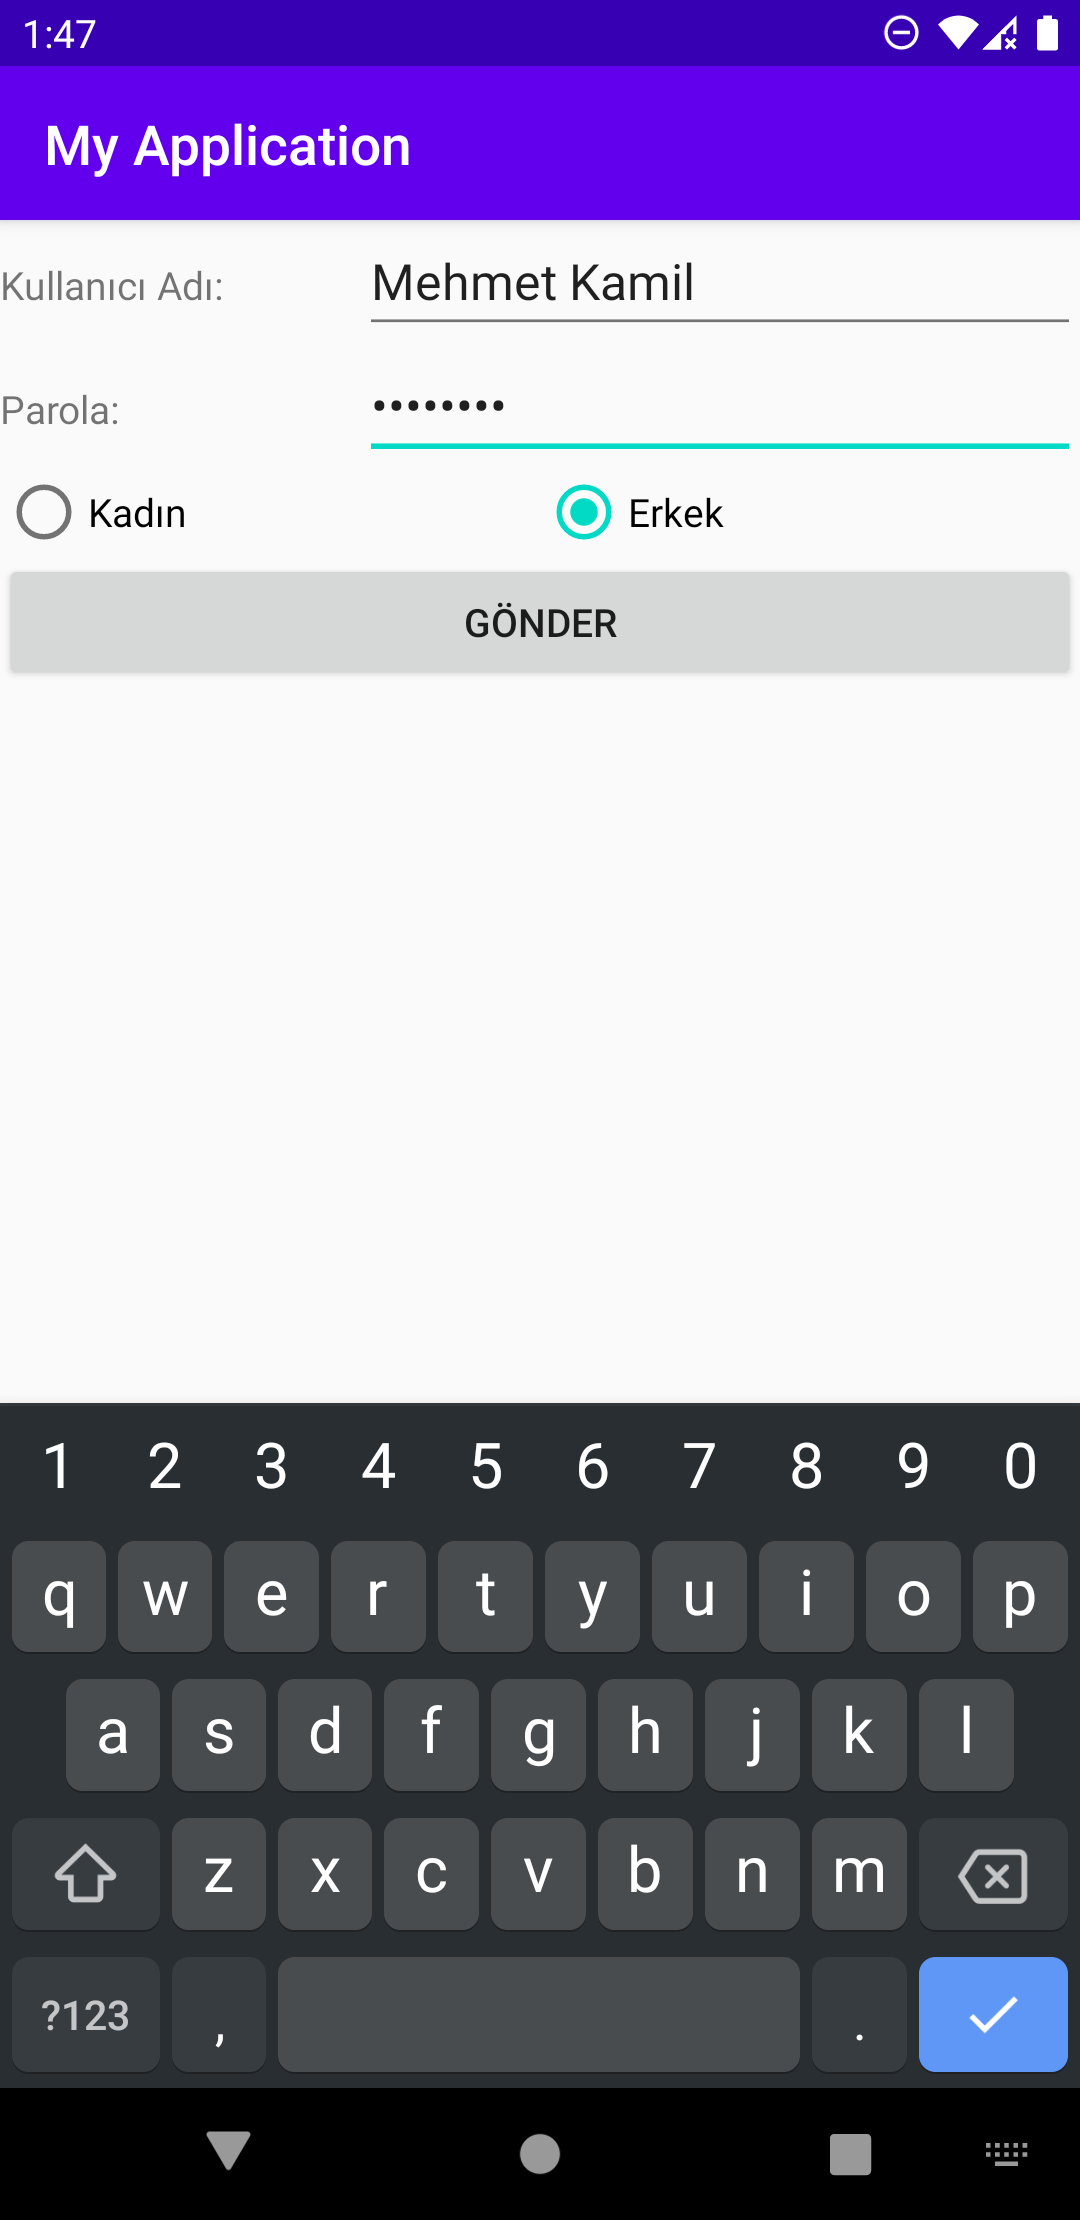 1:47
My Application
Kullanıcı Adı: Mehmet Kamil
Parola: ••••••••
Kadın Erkek
GÖNDER
1 2 3 4 5 6 7 8 9 0
q w e r t y u i o p
a s d f g h j k l
z x c v b n m
?123 , .